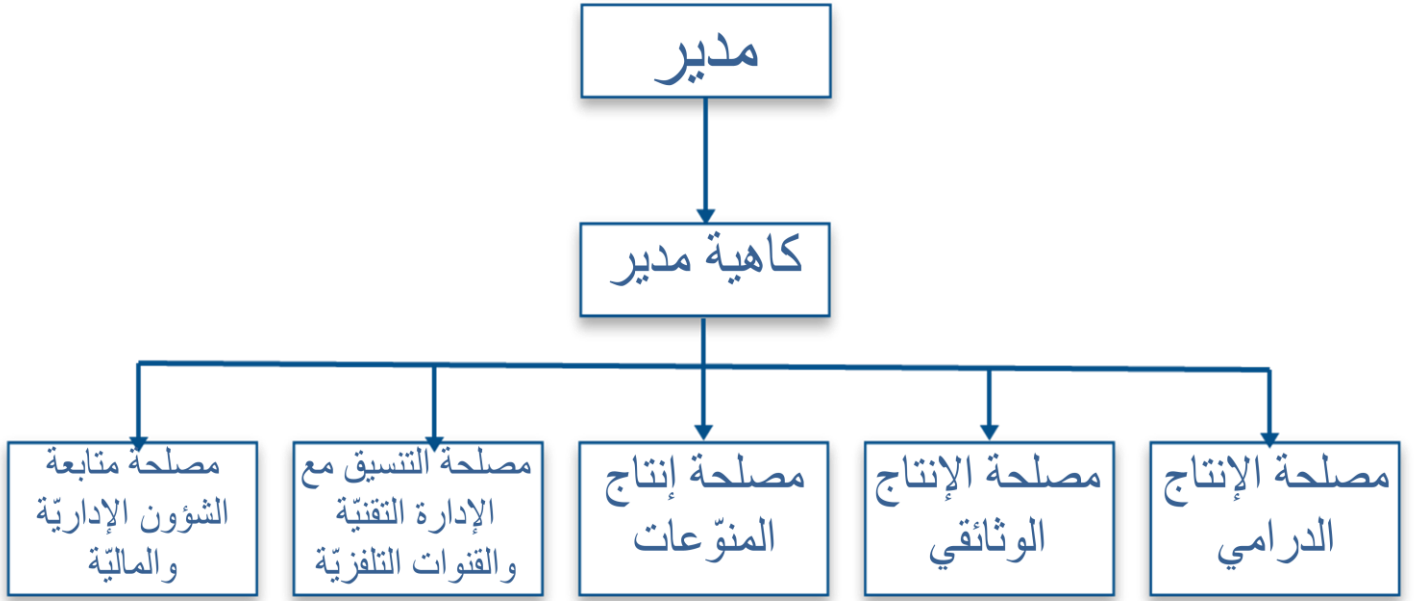 مدير
كاهية مدير
مصلحة الإنتاج
الدرامي
مصلحة الإنتاج
الوثائقي
مصلحة إنتاج
المنوّعات
مصلحة التنسيق مع
الإدارة التقنيّة
والقنوات التلفزيّة
مصلحة متابعة
الشؤون الإداريّة
والماليّة